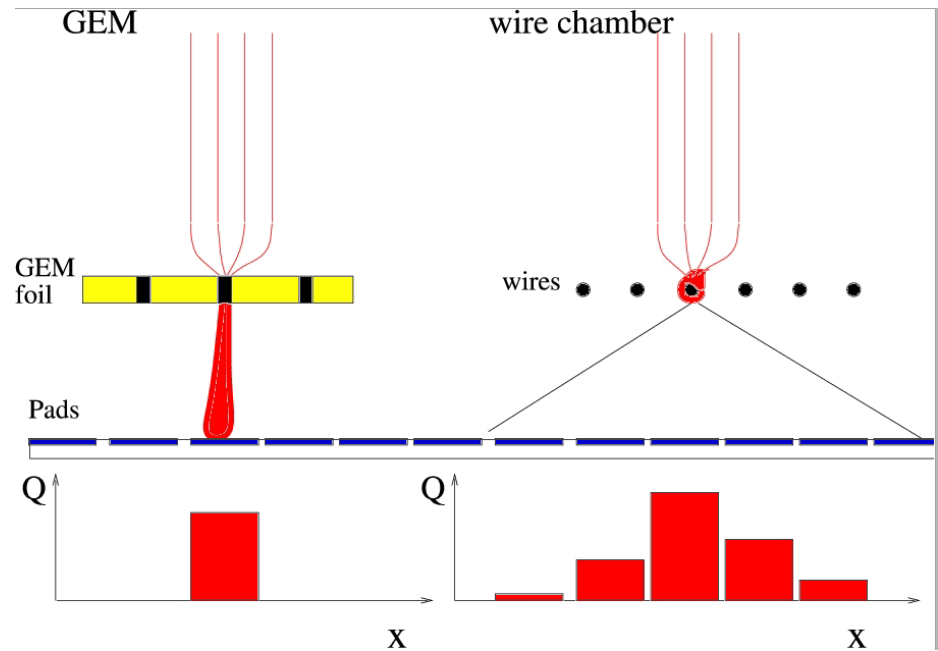 GEM
wire chamber
GEM
foil
wires
Pads
Q
Q
x
x